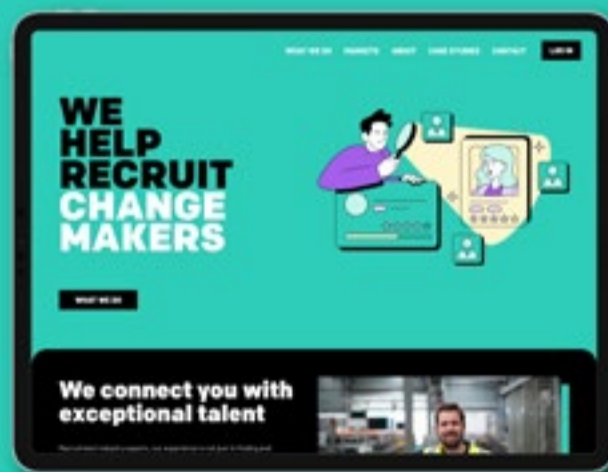 WHAT WE DO MARKETS ABOUT CASE STUDIES CONTACT LOG IN
WE
HELP
RECRUIT
CHANGE
MAKERS
WHAT WE DO
We connect you with
exceptional talent